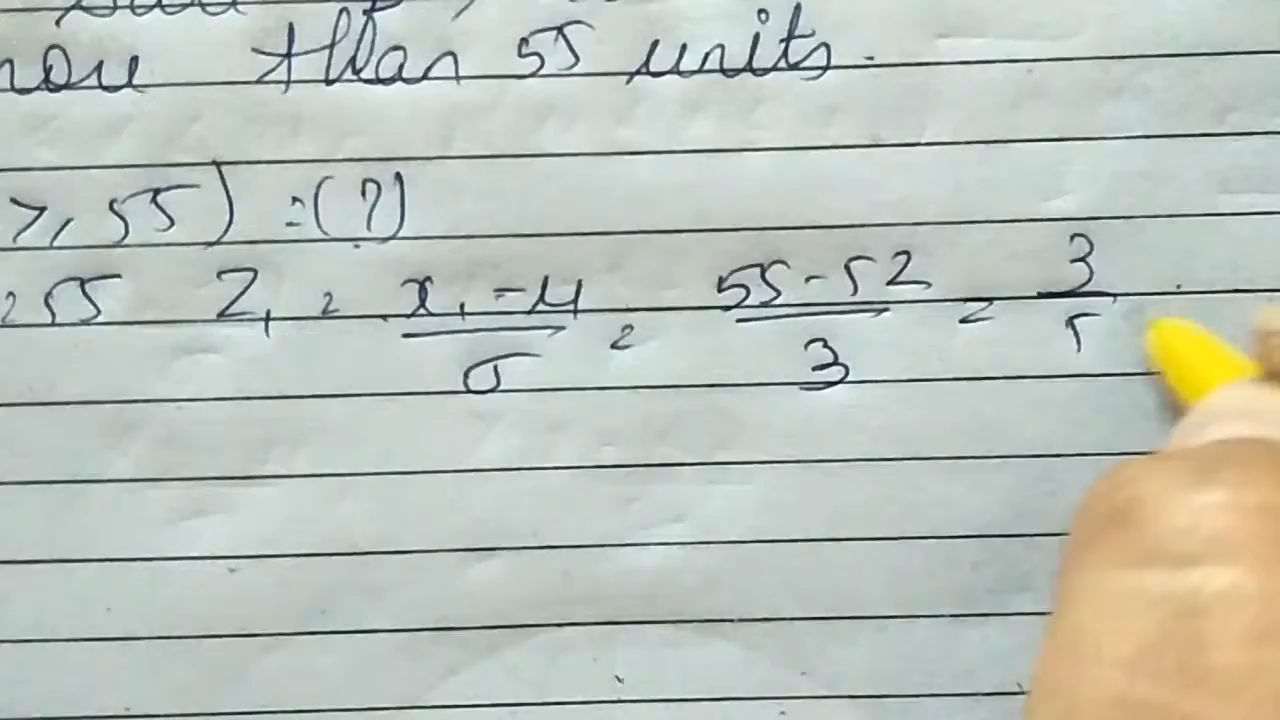 than 55 units.
≥, 55) = (?)
= 55 Z₁ = x₁ - μ / σ = 55 - 52 / 3 = 3 / 5